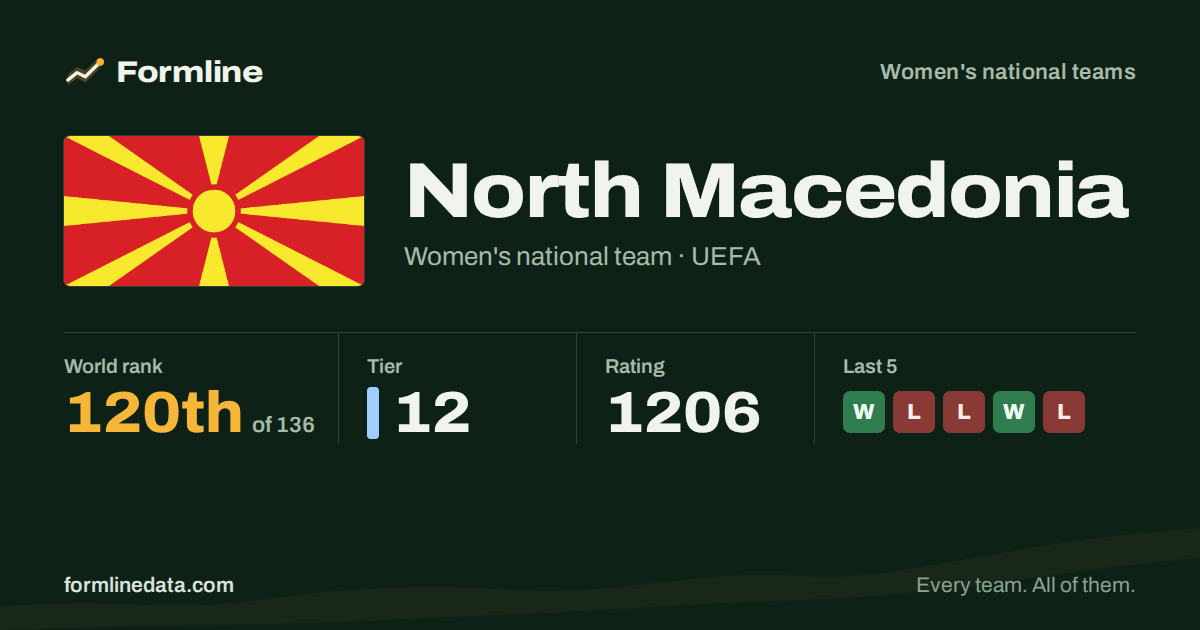 Formline
Women's national teams
North Macedonia
Women's national team · UEFA
World rank
120th of 136
Tier
12
Rating
1206
Last 5
W L L W L
formlinedata.com
Every team. All of them.